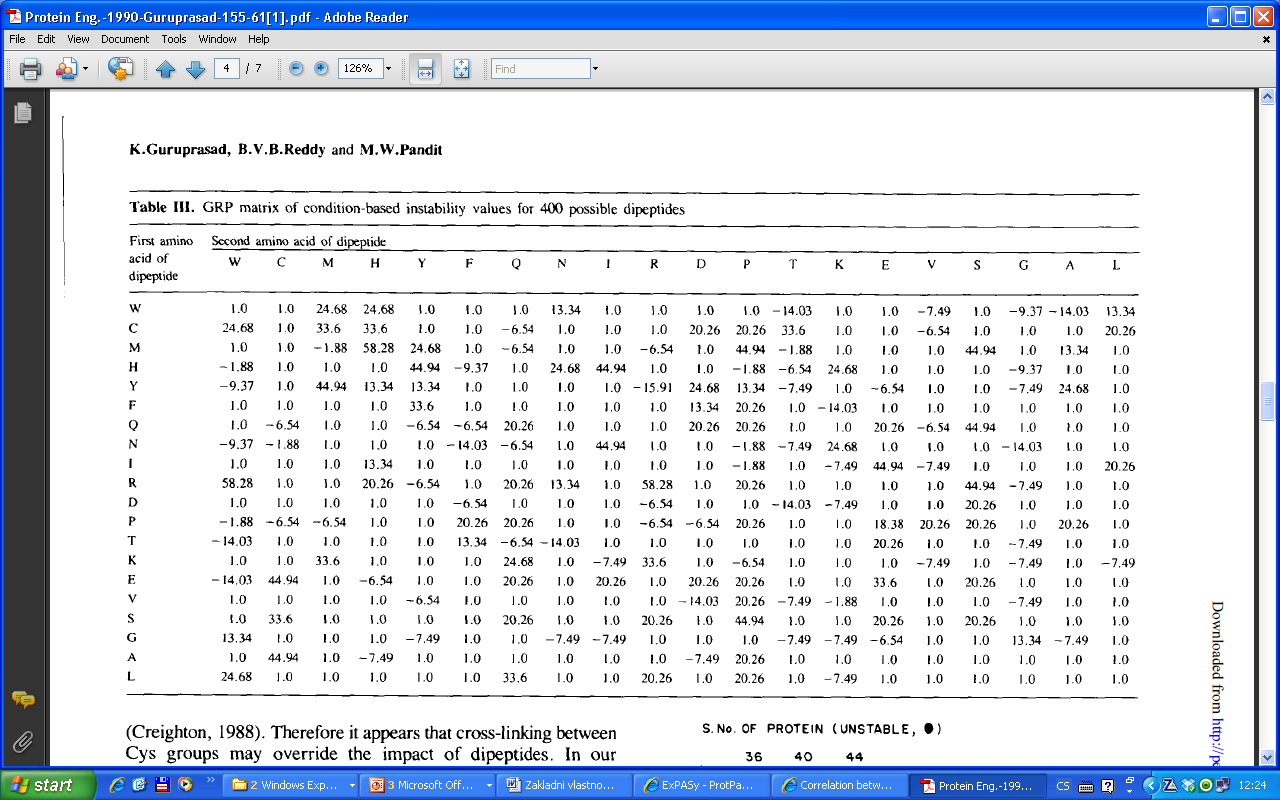 Protein Eng.-1990-Guruprasad-155-61[1].pdf - Adobe Reader
File Edit View Document Tools Window Help
4 / 7 126% Find
K.Guruprasad, B.V.B.Reddy and M.W.Pandit
Table III. GRP matrix of condition-based instability values for 400 possible dipeptides
First amino acid of dipeptide
Second amino acid of dipeptide
W C M H Y F Q N I R D P T K E V S G A L
W 1.0 1.0 24.68 24.68 1.0 1.0 1.0 13.34 1.0 1.0 1.0 1.0 −14.03 1.0 1.0 −7.49 1.0 −9.37 −14.03 13.34
C 24.68 1.0 33.6 33.6 1.0 1.0 −6.54 1.0 1.0 1.0 20.26 20.26 33.6 1.0 1.0 −6.54 1.0 1.0 1.0 20.26
M 1.0 1.0 −1.88 58.28 24.68 1.0 −6.54 1.0 1.0 −6.54 1.0 44.94 −1.88 1.0 1.0 1.0 44.94 1.0 13.34 1.0
H −1.88 1.0 1.0 1.0 44.94 −9.37 1.0 24.68 44.94 1.0 1.0 −1.88 −6.54 24.68 1.0 1.0 1.0 −9.37 1.0 1.0
Y −9.37 1.0 44.94 13.34 13.34 1.0 1.0 1.0 1.0 −15.91 24.68 13.34 −7.49 1.0 −6.54 1.0 1.0 −7.49 24.68 1.0
F 1.0 1.0 1.0 1.0 33.6 1.0 1.0 1.0 1.0 1.0 13.34 20.26 1.0 −14.03 1.0 1.0 1.0 1.0 1.0 1.0
Q 1.0 −6.54 1.0 1.0 −6.54 −6.54 20.26 1.0 1.0 1.0 20.26 20.26 1.0 1.0 20.26 −6.54 44.94 1.0 1.0 1.0
N −9.37 −1.88 1.0 1.0 1.0 −14.03 −6.54 1.0 44.94 1.0 1.0 −1.88 −7.49 24.68 1.0 1.0 1.0 −14.03 1.0 1.0
I 1.0 1.0 1.0 13.34 1.0 1.0 1.0 1.0 1.0 1.0 1.0 −1.88 1.0 −7.49 44.94 −7.49 1.0 1.0 1.0 20.26
R 58.28 1.0 1.0 20.26 −6.54 1.0 20.26 13.34 1.0 58.28 1.0 20.26 1.0 1.0 1.0 1.0 44.94 −7.49 1.0 1.0
D 1.0 1.0 1.0 1.0 1.0 −6.54 1.0 1.0 1.0 −6.54 1.0 1.0 −14.03 −7.49 1.0 1.0 20.26 1.0 1.0 1.0
P −1.88 −6.54 −6.54 1.0 1.0 20.26 20.26 1.0 1.0 −6.54 −6.54 20.26 1.0 1.0 18.38 20.26 20.26 1.0 20.26 1.0
T −14.03 1.0 1.0 1.0 1.0 13.34 −6.54 −14.03 1.0 1.0 1.0 1.0 1.0 1.0 20.26 1.0 1.0 −7.49 1.0 1.0
K 1.0 1.0 33.6 1.0 1.0 1.0 24.68 1.0 −7.49 33.6 1.0 −6.54 1.0 1.0 1.0 −7.49 1.0 −7.49 1.0 −7.49
E −14.03 44.94 1.0 −6.54 1.0 1.0 20.26 1.0 20.26 1.0 20.26 20.26 1.0 1.0 33.6 1.0 20.26 1.0 1.0 1.0
V 1.0 1.0 1.0 1.0 −6.54 1.0 1.0 1.0 1.0 1.0 −14.03 20.26 −7.49 −1.88 1.0 1.0 1.0 −7.49 1.0 1.0
S 1.0 33.6 1.0 1.0 1.0 1.0 20.26 1.0 1.0 20.26 1.0 44.94 1.0 1.0 20.26 1.0 20.26 1.0 1.0 1.0
G 13.34 1.0 1.0 1.0 −7.49 1.0 1.0 −7.49 −7.49 1.0 1.0 1.0 −7.49 −7.49 −6.54 1.0 1.0 13.34 −7.49 1.0
A 1.0 44.94 1.0 −7.49 1.0 1.0 1.0 1.0 1.0 1.0 −7.49 20.26 1.0 1.0 1.0 1.0 1.0 1.0 1.0 1.0
L 24.68 1.0 1.0 1.0 1.0 1.0 33.6 1.0 1.0 20.26 1.0 20.26 1.0 −7.49 1.0 1.0 1.0 1.0 1.0 1.0
(Creighton, 1988). Therefore it appears that cross-linking between
Cys groups may override the impact of dipeptides. In our
S. No. OF PROTEIN (UNSTABLE, ●)
36 40 44
Downloaded from http://p
start 2 Windows Exp... 3 Microsoft Off... Zakladni vlastno... ExPASy - ProtPa... Correlation betw... Protein Eng.-199... CS 12:24